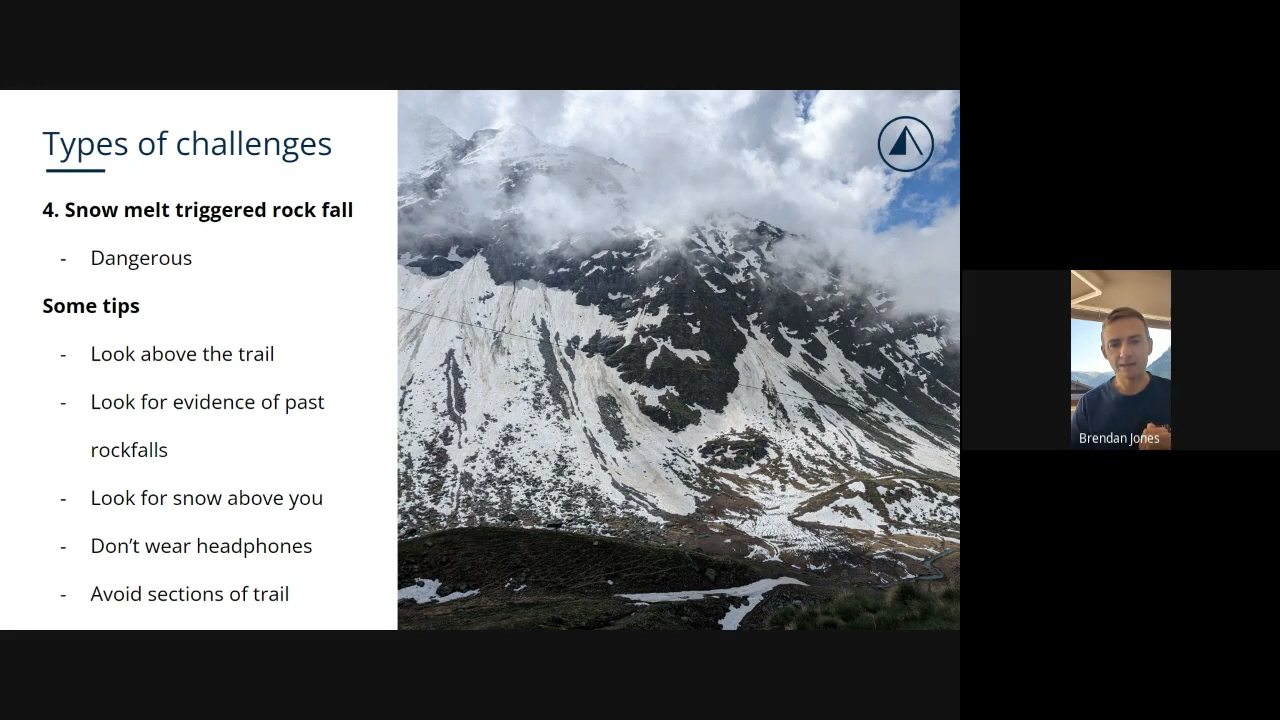 Types of challenges
4. Snow melt triggered rock fall
- Dangerous
Some tips
- Look above the trail
- Look for evidence of past
rockfalls
- Look for snow above you
- Don’t wear headphones
- Avoid sections of trail
Brendan Jones